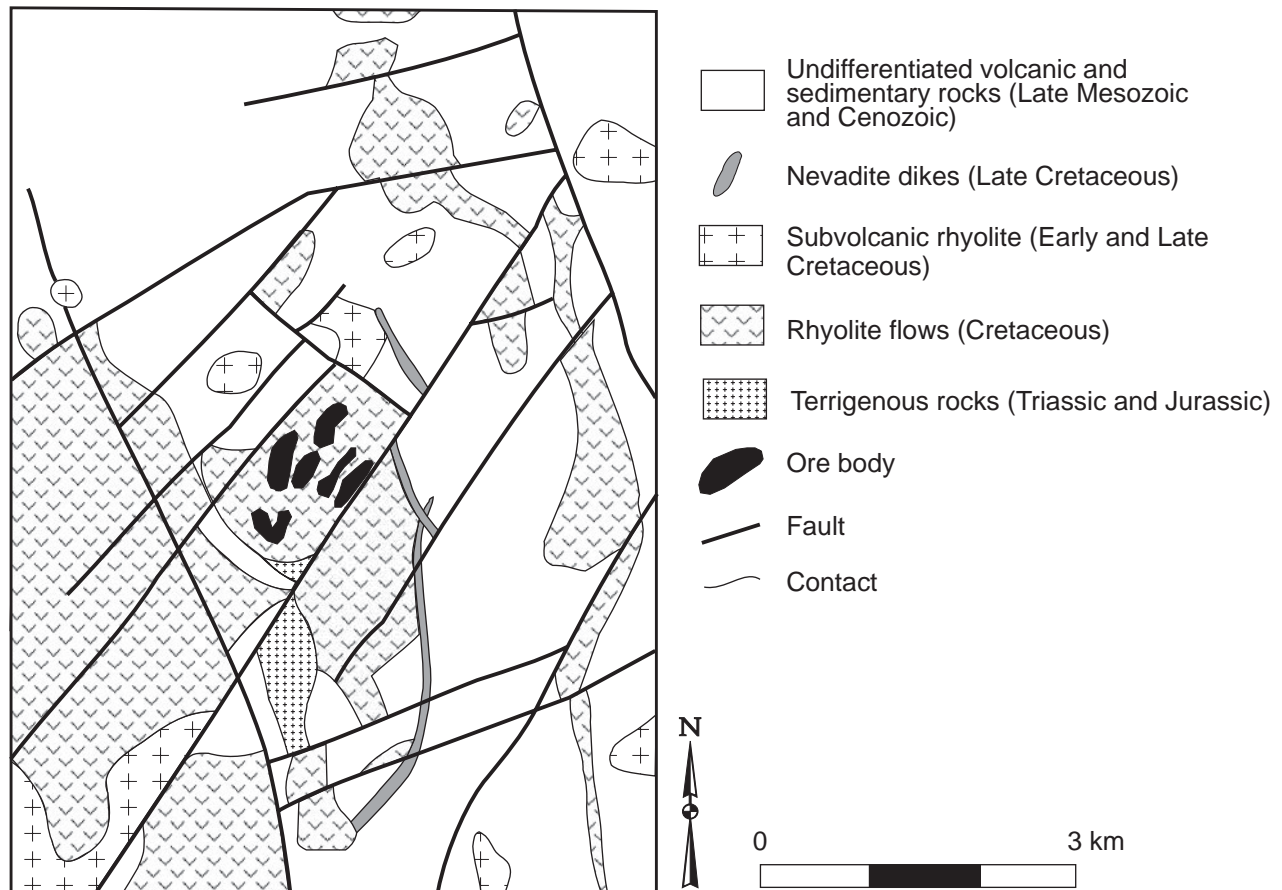 Undifferentiated volcanic and
sedimentary rocks (Late Mesozoic
and Cenozoic)
Nevadite dikes (Late Cretaceous)
Subvolcanic rhyolite (Early and Late
Cretaceous)
Rhyolite flows (Cretaceous)
Terrigenous rocks (Triassic and Jurassic)
Ore body
Fault
Contact
N
0 3 km